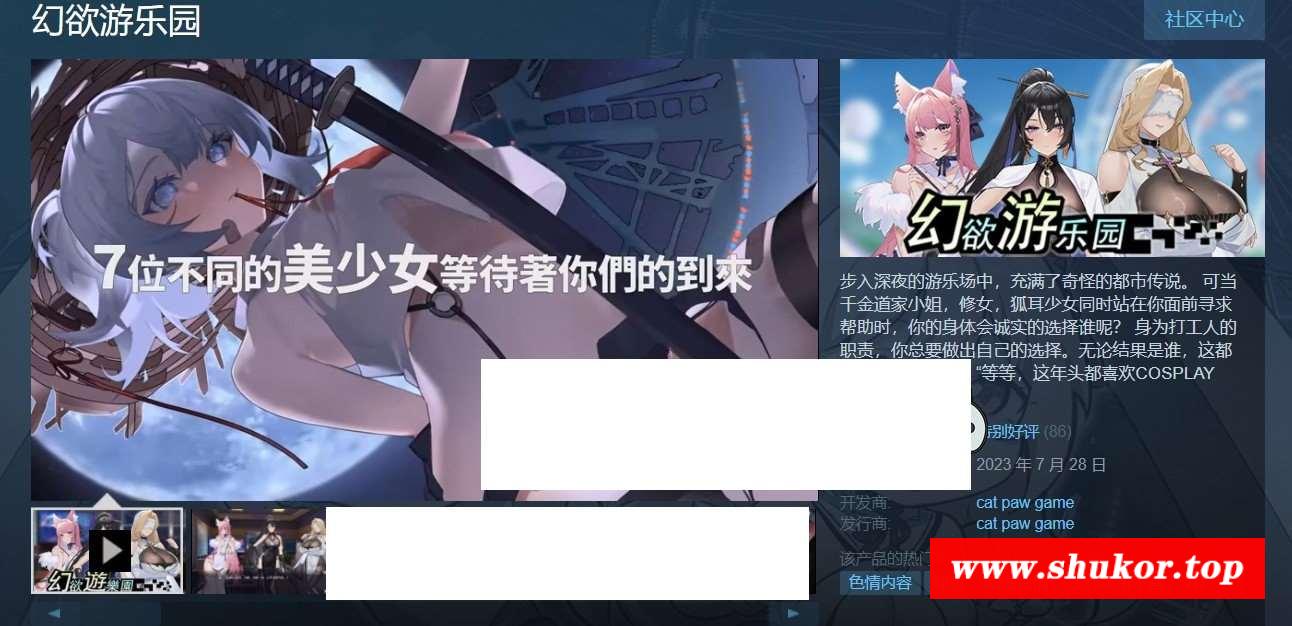 幻欲游乐园
社区中心
7位不同的美少女等待著你們的到來
幻欲游乐园
步入深夜的游乐场中，充满了奇怪的都市传说。 可当
千金道家小姐，修女，狐耳少女同时站在你面前寻求
帮助时，你的身体会诚实的选择谁呢？ 身为打工人的
职责，你总要做出自己的选择。无论结果是谁，这都
“等等，这年头都喜欢COSPLAY
特别好评 (86)
2023 年 7 月 28 日
开发商: cat paw game
发行商: cat paw game
该产品的热门
色情内容
www.shukor.top
幻欲遊樂園